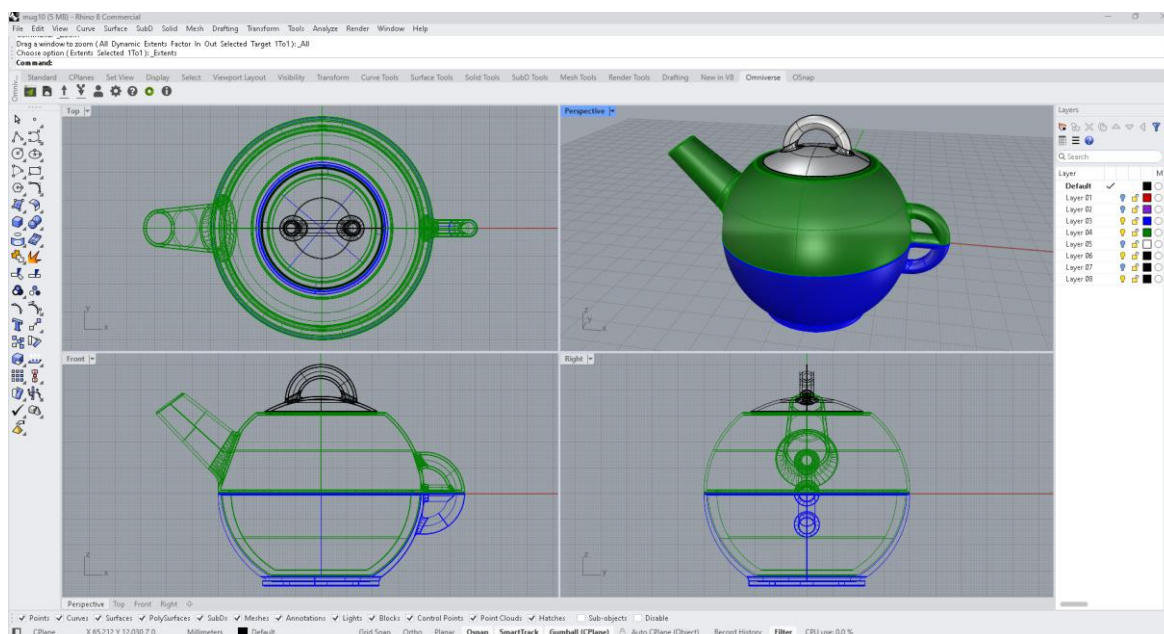 mug10 (5 MB) - Rhino 8 Commercial
File Edit View Curve Surface SubD Solid Mesh Drafting Transform Tools Analyze Render Window Help
Drag a window to zoom ( All Dynamic Extents Factor In Out Selected Target 1To1 ): _All
Choose option ( Extents Selected 1To1 ): _Extents
Command:
Standard CPlanes Set View Display Select Viewport Layout Visibility Transform Curve Tools Surface Tools Solid Tools SubD Tools Mesh Tools Render Tools Drafting New in V8 Omniverse OSnap
Top
Perspective
Layers
Search
Layer M
Default
Layer 01
Layer 02
Layer 03
Layer 04
Layer 05
Layer 06
Layer 07
Layer 08
y
x
z
y
x
Front
Right
z
x
z
y
Perspective Top Front Right
Points Curves Surfaces PolySurfaces SubDs Meshes Annotations Lights Blocks Control Points Point Clouds Hatches Sub-objects Disable
CPlane X 65.212 Y 12.030 Z 0 Millimeters Default Grid Snap Ortho Planar Osnap SmartTrack Gumball (CPlane) Auto CPlane (Object) Record History Filter CPU use: 0.0 %